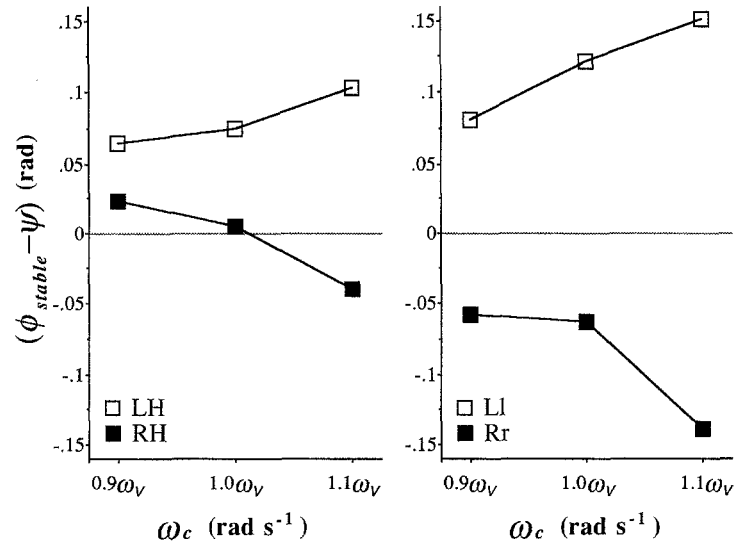 (ϕstable−ψ) (rad)
.15
.1
.05
0
-.05
-.1
-.15
LH
RH
0.9ωV
1.0ωV
1.1ωV
ωc (rad s-1)
.15
.1
.05
0
-.05
-.1
-.15
Ll
Rr
0.9ωV
1.0ωV
1.1ωV
ωc (rad s-1)